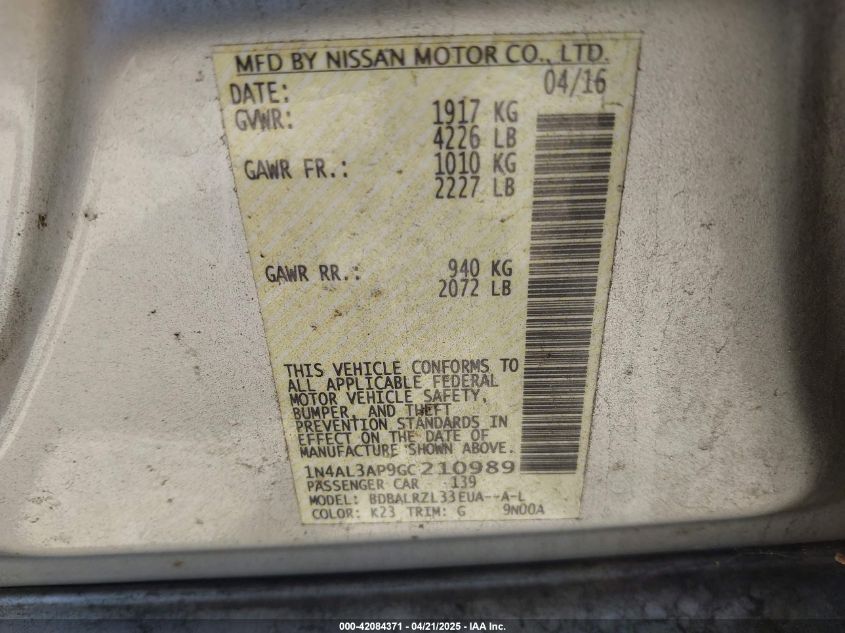 MFD BY NISSAN MOTOR CO., LTD.
DATE: 04/16
GVWR: 1917 KG
4226 LB
GAWR FR.: 1010 KG
2227 LB
GAWR RR.: 940 KG
2072 LB
THIS VEHICLE CONFORMS TO
ALL APPLICABLE FEDERAL
MOTOR VEHICLE SAFETY,
BUMPER, AND THEFT
PREVENTION STANDARDS IN
EFFECT ON THE DATE OF
MANUFACTURE SHOWN ABOVE.
1N4AL3AP9GC210989
PASSENGER CAR 139
MODEL: BDBALRZL33EUA--A-L
COLOR: K23 TRIM: G 9N00A
000-42084371 - 04/21/2025 - IAA Inc.